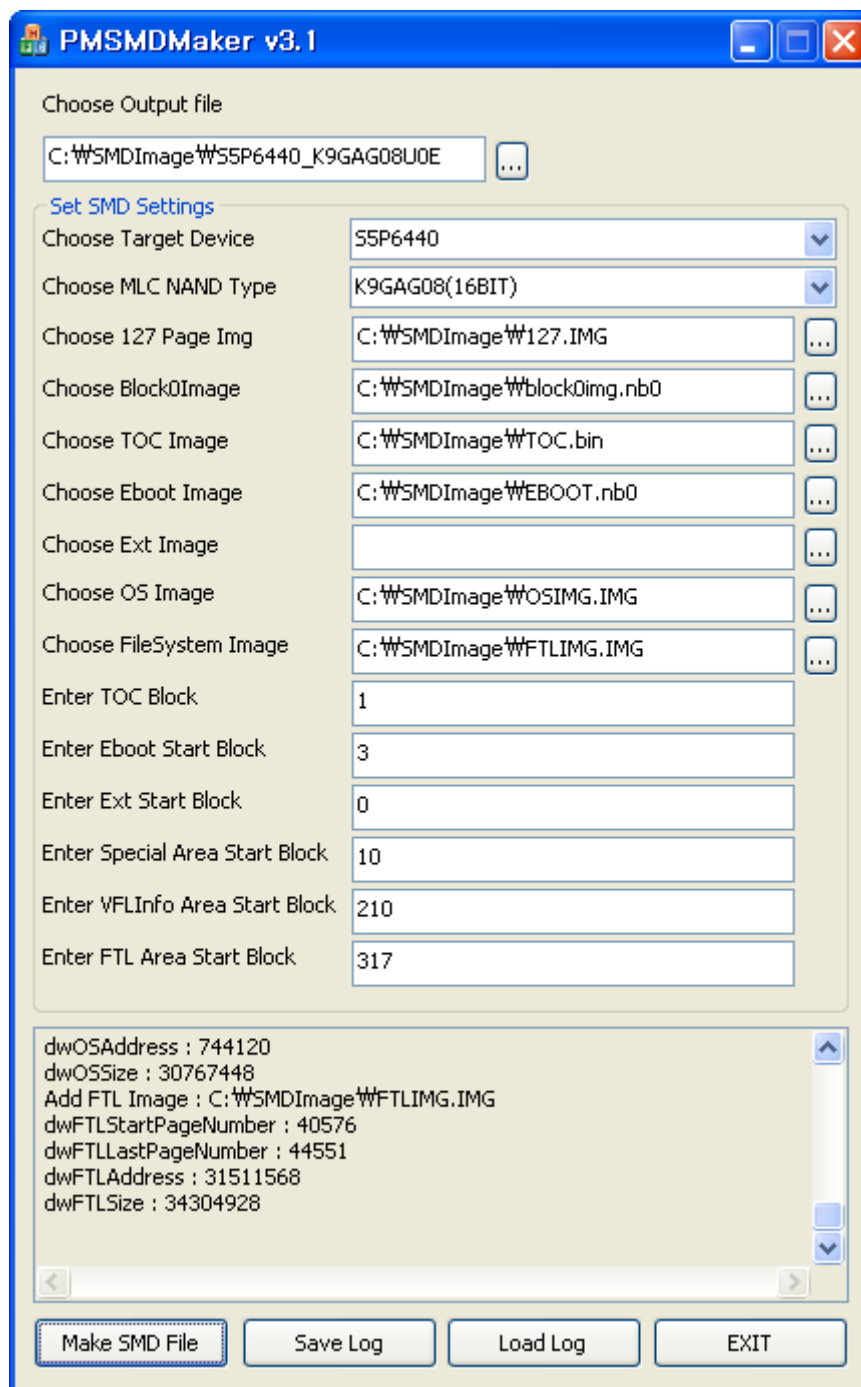 PMSMDMaker v3.1
Choose Output file
C:₩SMDImage₩S5P6440_K9GAG08U0E
...
Set SMD Settings
Choose Target Device S5P6440
Choose MLC NAND Type K9GAG08(16BIT)
Choose 127 Page Img C:₩SMDImage₩127.IMG ...
Choose Block0Image C:₩SMDImage₩block0img.nb0 ...
Choose TOC Image C:₩SMDImage₩TOC.bin ...
Choose Eboot Image C:₩SMDImage₩EBOOT.nb0 ...
Choose Ext Image ...
Choose OS Image C:₩SMDImage₩OSIMG.IMG ...
Choose FileSystem Image C:₩SMDImage₩FTLIMG.IMG ...
Enter TOC Block 1
Enter Eboot Start Block 3
Enter Ext Start Block 0
Enter Special Area Start Block 10
Enter VFLInfo Area Start Block 210
Enter FTL Area Start Block 317
dwOSAddress : 744120
dwOSSize : 30767448
Add FTL Image : C:₩SMDImage₩FTLIMG.IMG
dwFTLStartPageNumber : 40576
dwFTLLastPageNumber : 44551
dwFTLAddress : 31511568
dwFTLSize : 34304928
Make SMD File Save Log Load Log EXIT